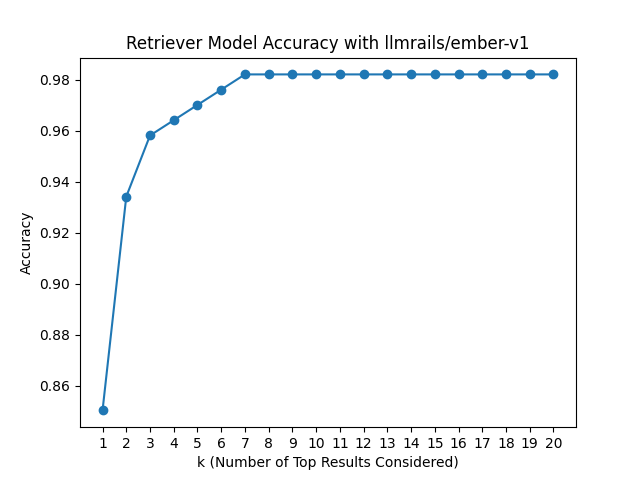 Retriever Model Accuracy with llmrails/ember-v1
Accuracy
0.98
0.96
0.94
0.92
0.90
0.88
0.86
1 2 3 4 5 6 7 8 9 10 11 12 13 14 15 16 17 18 19 20
k (Number of Top Results Considered)